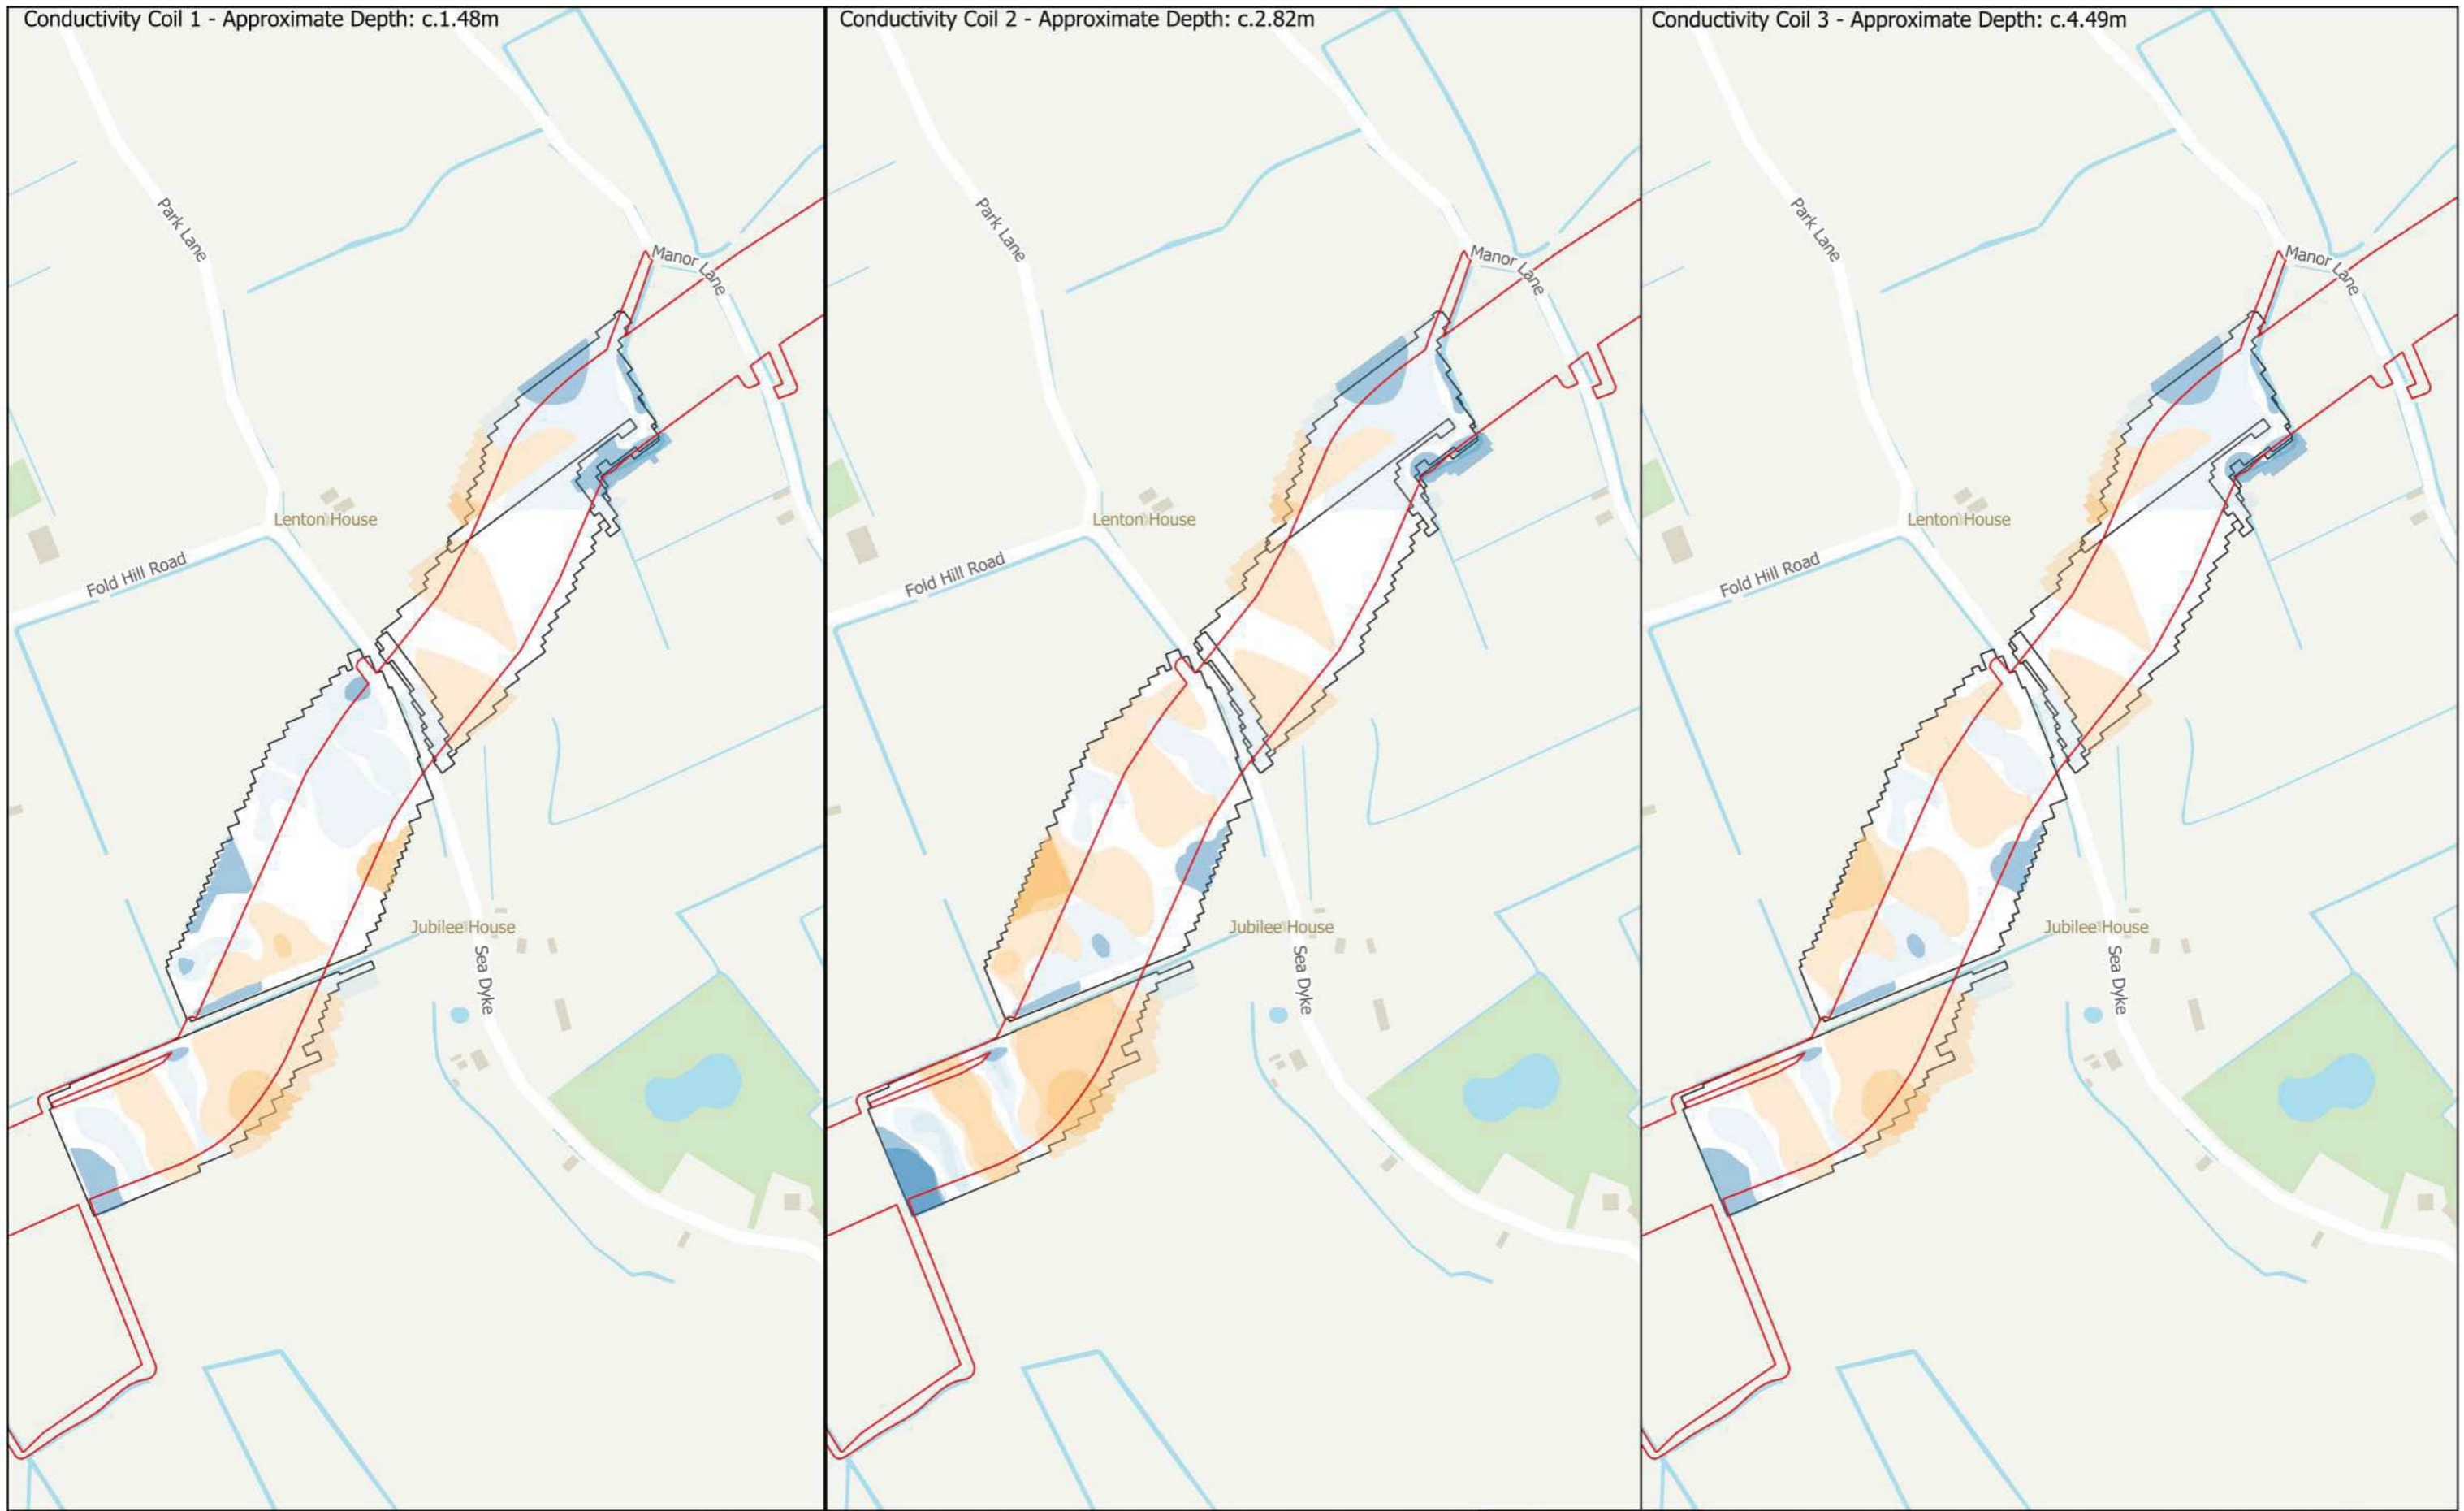 Conductivity Coil 1 - Approximate Depth: c.1.48m
Park Lane
Manor Lane
Lenton House
Fold Hill Road
Jubilee House
Sea Dyke
Conductivity Coil 2 - Approximate Depth: c.2.82m
Park Lane
Manor Lane
Lenton House
Fold Hill Road
Jubilee House
Sea Dyke
Conductivity Coil 3 - Approximate Depth: c.4.49m
Park Lane
Manor Lane
Lenton House
Fold Hill Road
Jubilee House
Sea Dyke